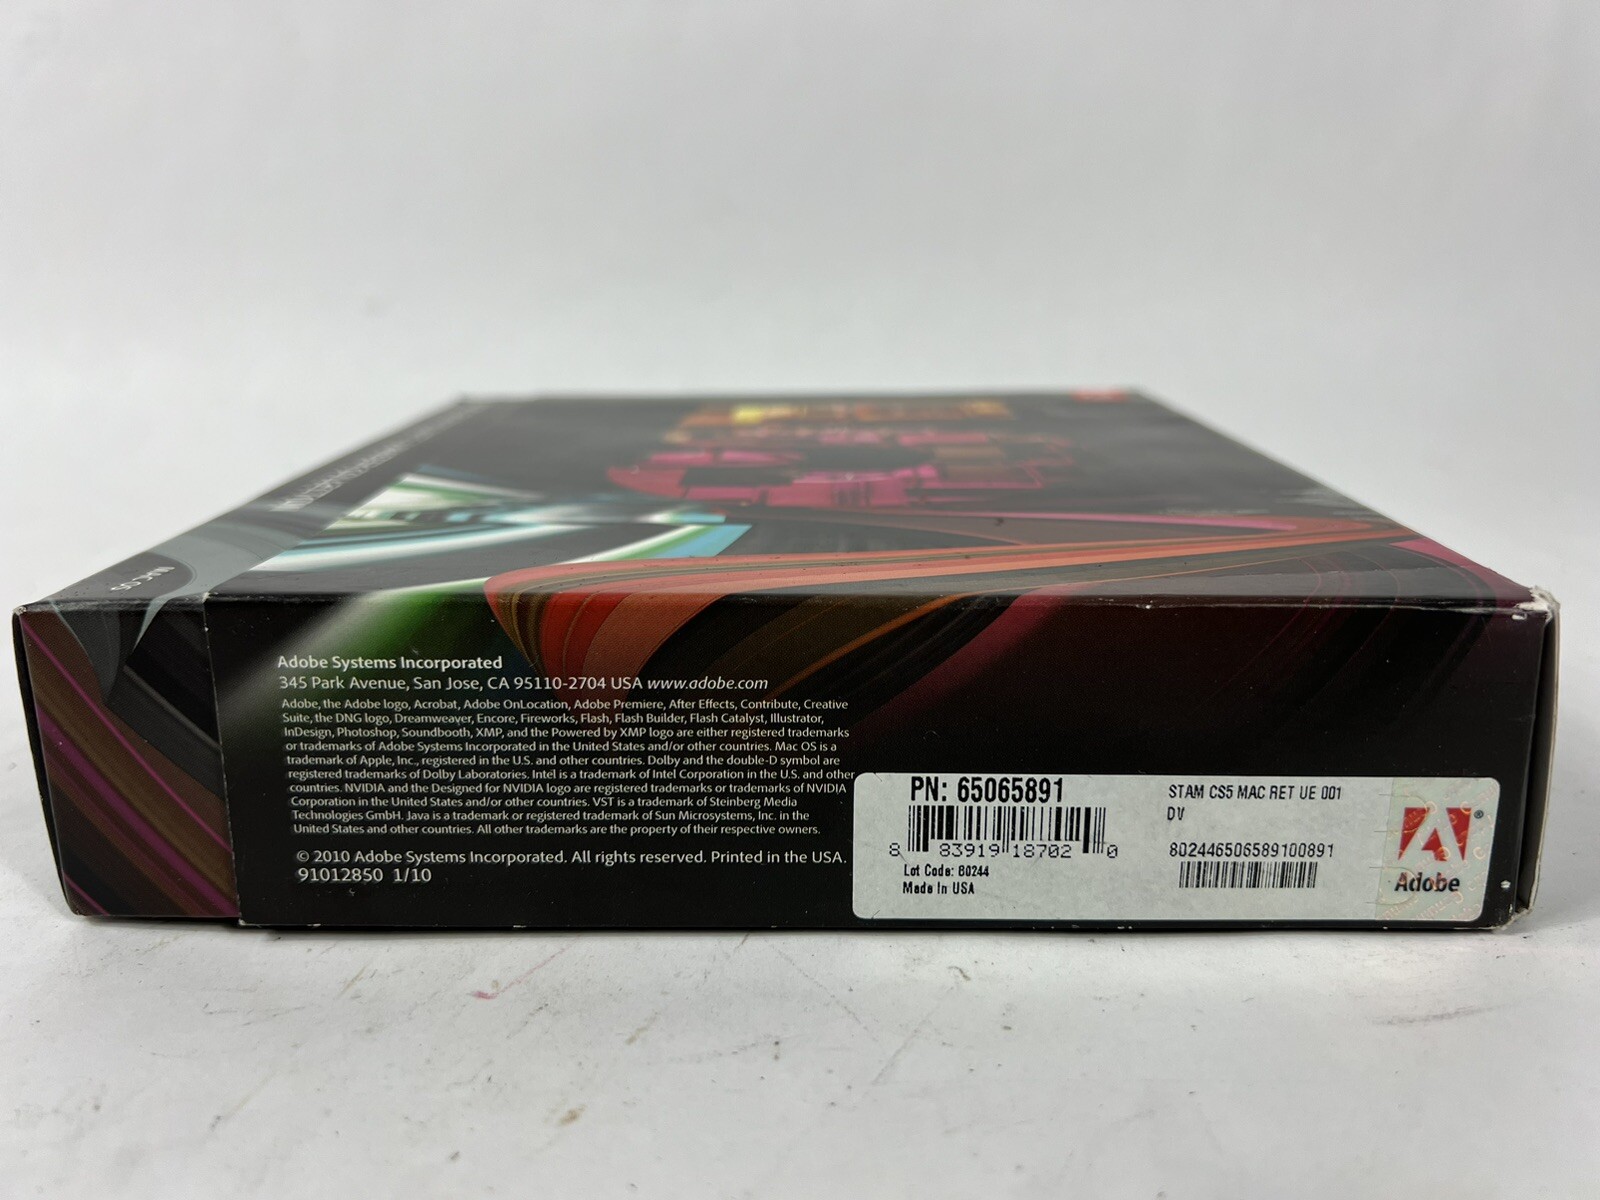 MAC OS
Adobe Systems Incorporated
345 Park Avenue, San Jose, CA 95110-2704 USA www.adobe.com
Adobe, the Adobe logo, Acrobat, Adobe OnLocation, Adobe Premiere, After Effects, Contribute, Creative
Suite, the DNG logo, Dreamweaver, Encore, Fireworks, Flash, Flash Builder, Flash Catalyst, Illustrator,
InDesign, Photoshop, Soundbooth, XMP, and the Powered by XMP logo are either registered trademarks
or trademarks of Adobe Systems Incorporated in the United States and/or other countries. Mac OS is a
trademark of Apple, Inc., registered in the U.S. and other countries. Dolby and the double-D symbol are
registered trademarks of Dolby Laboratories. Intel is a trademark of Intel Corporation in the U.S. and other
countries. NVIDIA and the Designed for NVIDIA logo are registered trademarks or trademarks of NVIDIA
Corporation in the United States and/or other countries. VST is a trademark of Steinberg Media
Technologies GmbH. Java is a trademark or registered trademark of Sun Microsystems, Inc. in the
United States and other countries. All other trademarks are the property of their respective owners.
© 2010 Adobe Systems Incorporated. All rights reserved. Printed in the USA.
91012850 1/10
PN: 65065891
8 83919 18702 0
Lot Code: 80244
Made In USA
STAM CS5 MAC RET UE 001
DV
802446506589100891
Adobe
®